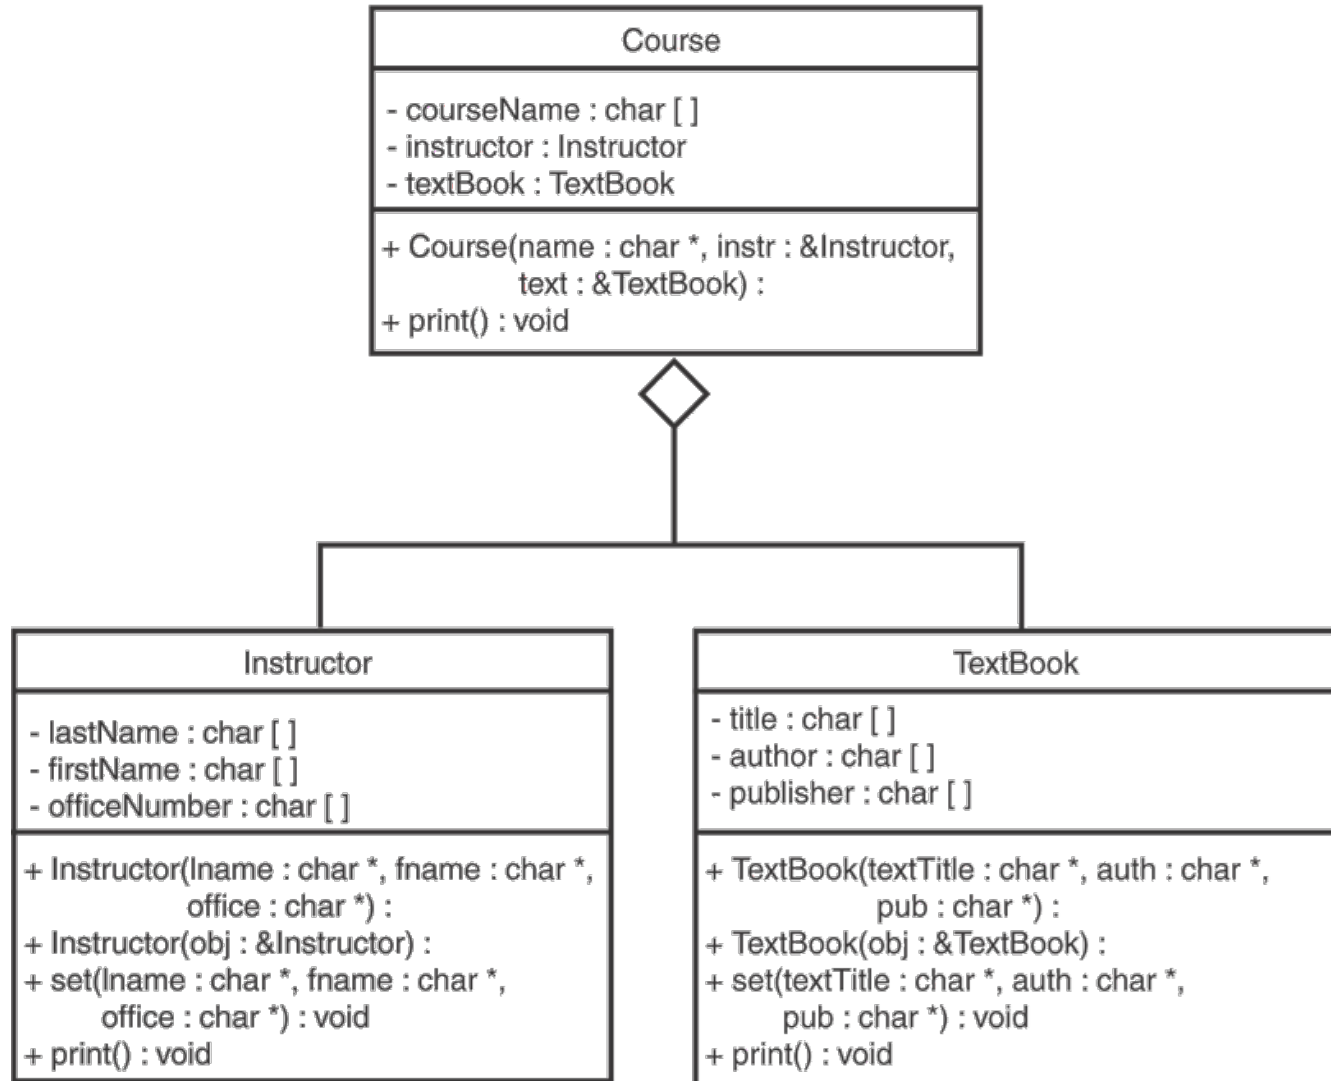 Course
- courseName : char [ ]
- instructor : Instructor
- textBook : TextBook
+ Course(name : char *, instr : &Instructor,
text : &TextBook) :
+ print() : void
Instructor
- lastName : char [ ]
- firstName : char [ ]
- officeNumber : char [ ]
+ Instructor(lname : char *, fname : char *,
office : char *) :
+ Instructor(obj : &Instructor) :
+ set(lname : char *, fname : char *,
office : char *) : void
+ print() : void
TextBook
- title : char [ ]
- author : char [ ]
- publisher : char [ ]
+ TextBook(textTitle : char *, auth : char *,
pub : char *) :
+ TextBook(obj : &TextBook) :
+ set(textTitle : char *, auth : char *,
pub : char *) : void
+ print() : void